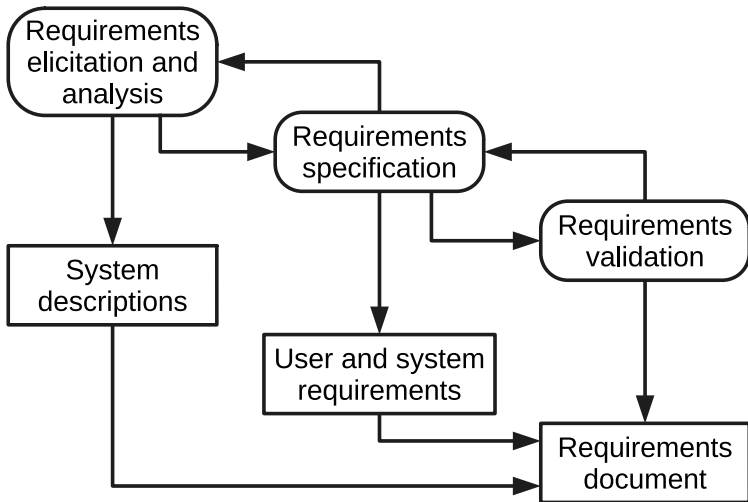 Requirements
elicitation and
analysis
Requirements
specification
Requirements
validation
System
descriptions
User and system
requirements
Requirements
document